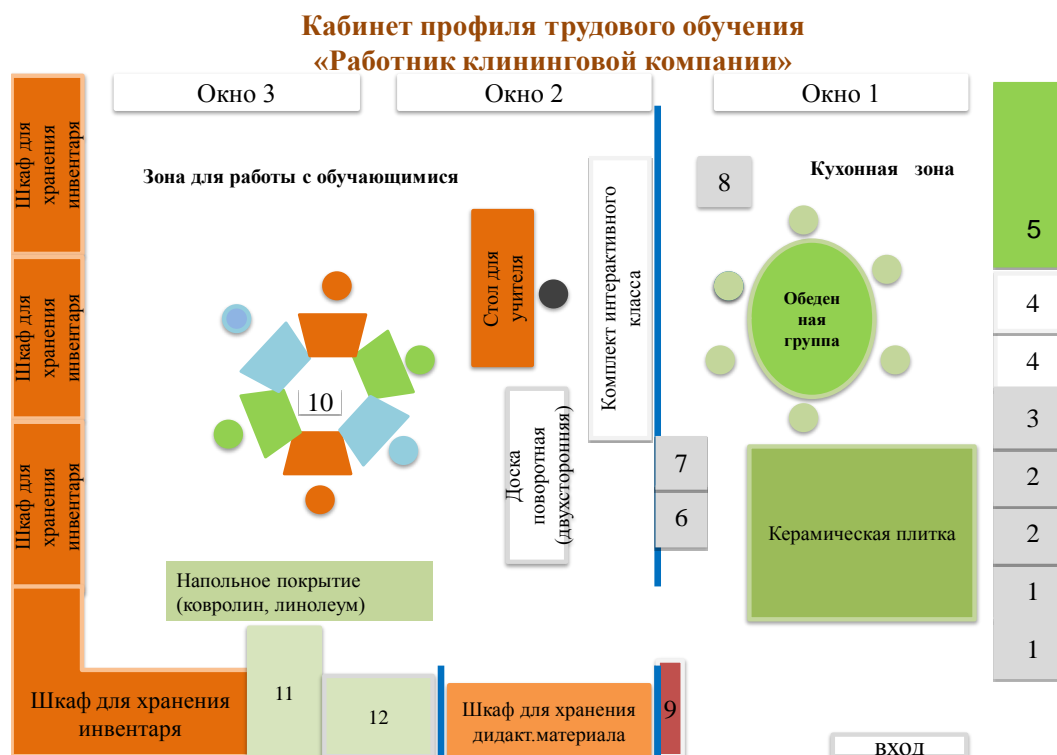 Кабинет профиля трудового обучения
«Работник клининговой компании»
Окно 3
Окно 2
Окно 1
Шкаф для
хранения
инвентаря
Зона для работы с обучающимися
Кухонная зона
8
5
Стол для
учителя
Комплект интерактивного
класса
Обеден
ная
группа
Шкаф для
хранения
инвентаря
4
4
10
3
Шкаф для
хранения
инвентаря
Доска
поворотная
(двухсторонняя)
7
6
2
2
Керамическая плитка
Напольное покрытие
(ковролин, линолеум)
1
1
Шкаф для хранения
инвентаря
11
12
Шкаф для хранения
дидакт.материала
9
вход